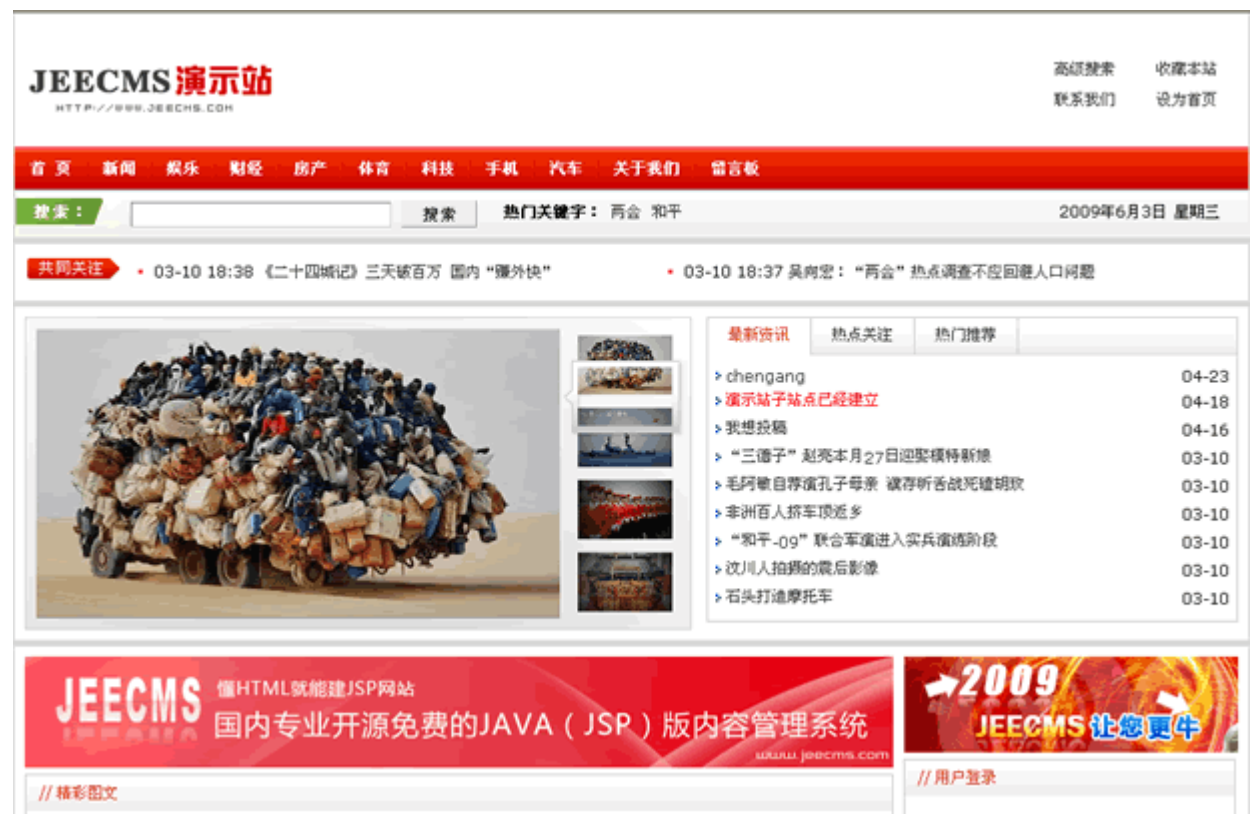 JEECMS演示站
HTTP://WWW.JEECMS.COM
高级搜索 收藏本站
联系我们 设为首页
首 页 新闻 娱乐 财经 房产 体育 科技 手机 汽车 关于我们 留言板
搜索： 搜索 热门关键字： 两会 和平 2009年6月3日 星期三
共同关注 • 03-10 18:38 《二十四城记》三天破百万 国内“赚外快” • 03-10 18:37 吴向宏：“两会”热点调查不应回避人口问题
最新资讯 热点关注 热门推荐
chengang 04-23
演示站子站点已经建立 04-18
我想投稿 04-16
“三德子”赵亮本月27日迎娶模特新娘 03-10
毛阿敏自荐演孔子母亲 濮存昕舌战死磕胡玫 03-10
非洲百人挤车顶返乡 03-10
“和平-09”联合军演进入实兵演练阶段 03-10
汶川人拍摄的震后影像 03-10
石头打造摩托车 03-10
JEECMS 懂HTML就能建JSP网站
国内专业开源免费的JAVA（JSP）版内容管理系统
www.jeecms.com
2009
JEECMS 让您更牛
// 精彩图文
// 用户登录